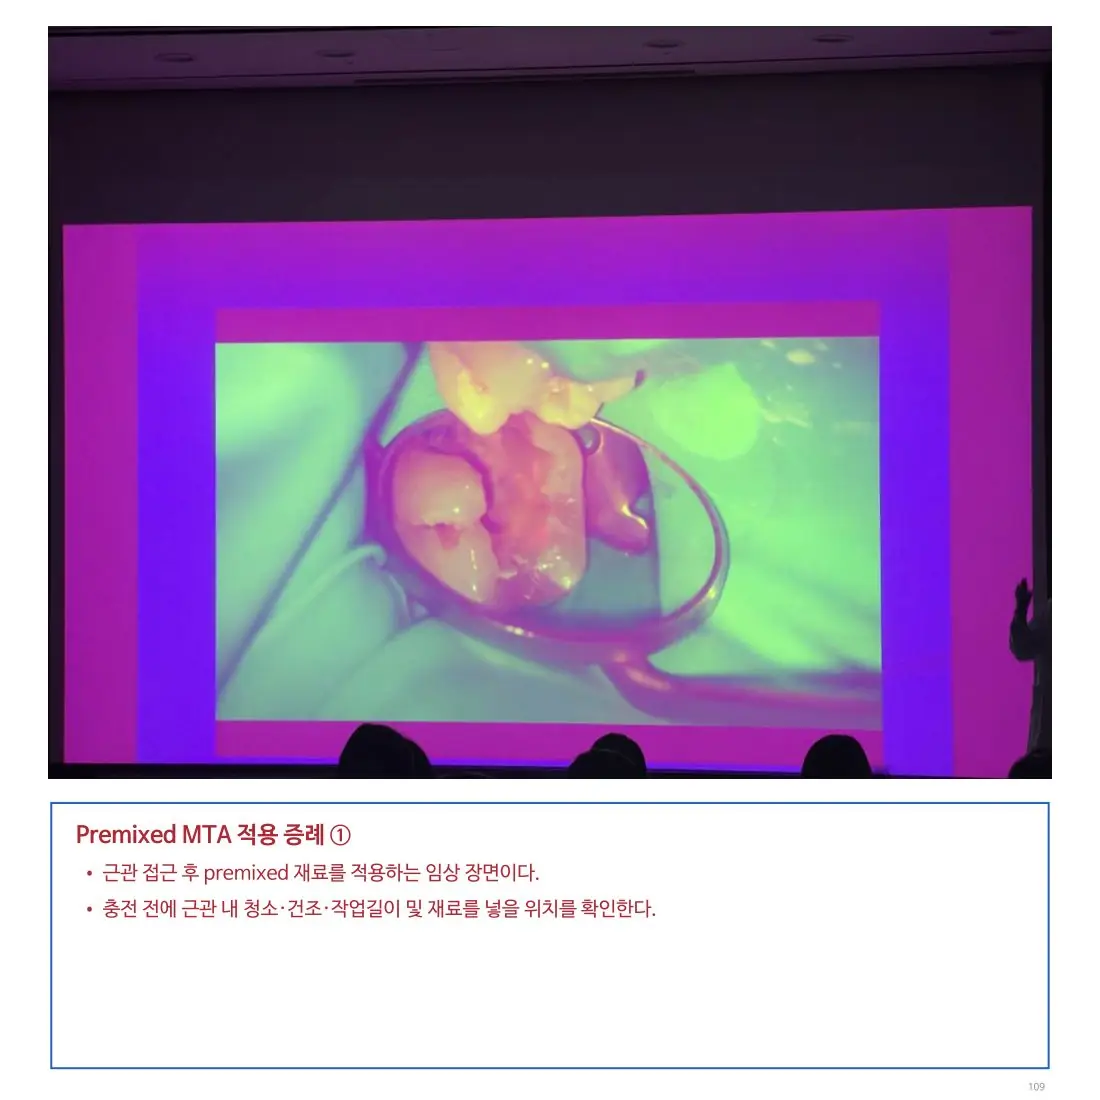 Premixed MTA 적용 증례 ①
• 근관 접근 후 premixed 재료를 적용하는 임상 장면이다.
• 충전 전에 근관 내 청소·건조·작업길이 및 재료를 넣을 위치를 확인한다.
109